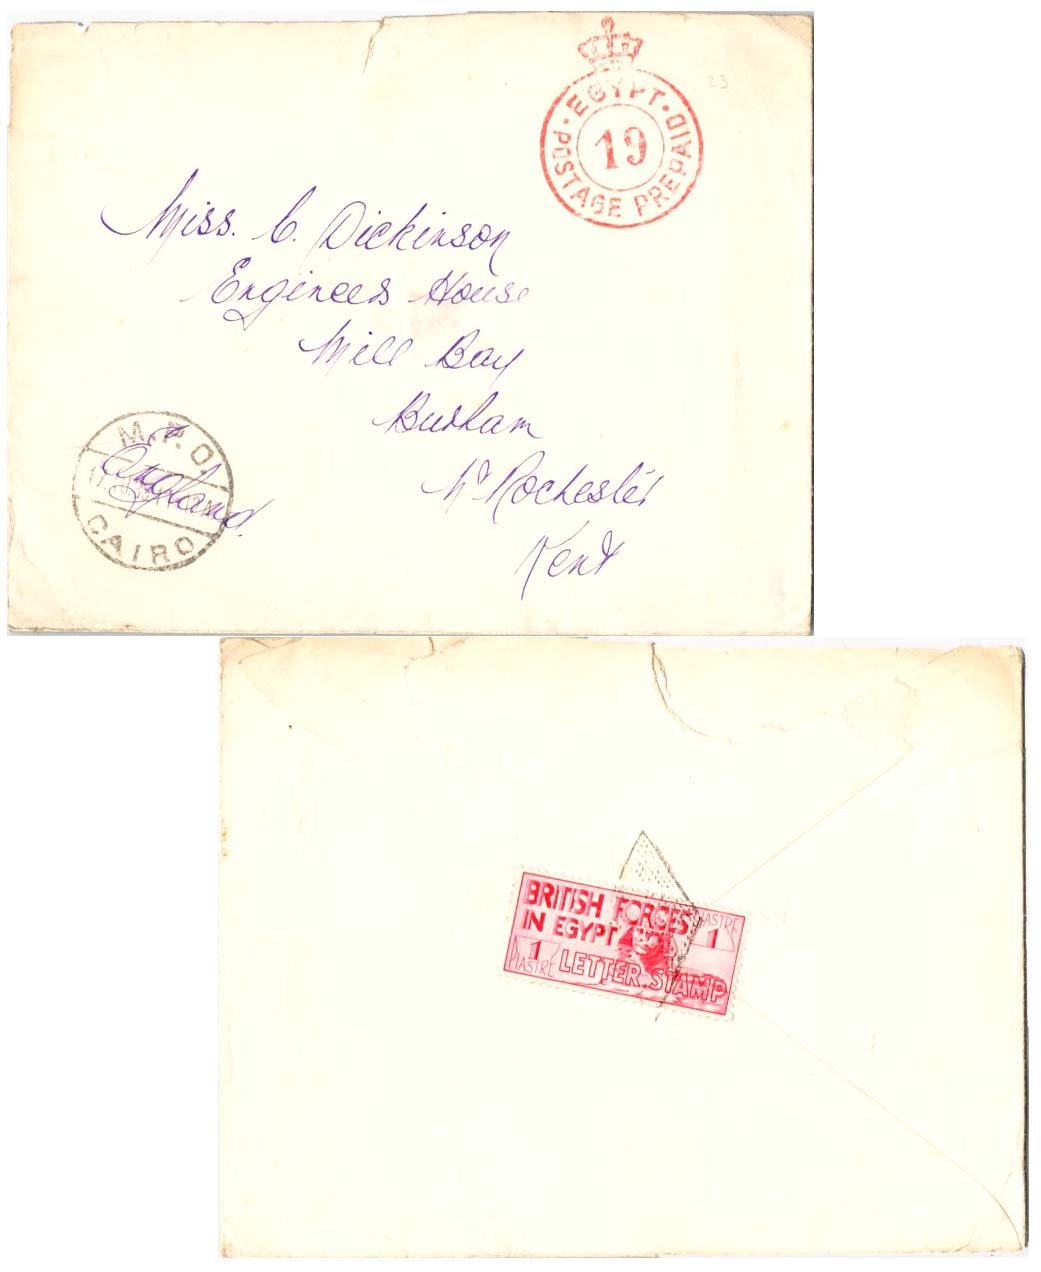 EGYPT
POSTAGE PREPAID
19
23
Miss. C. Dickinson
Engineers House
Mill Bay
Burham
Nr Rochester
Kent
England.
M.P.O.
CAIRO
BRITISH FORCES
IN EGYPT
PIASTRE
1
1
PIASTRE
LETTER STAMP